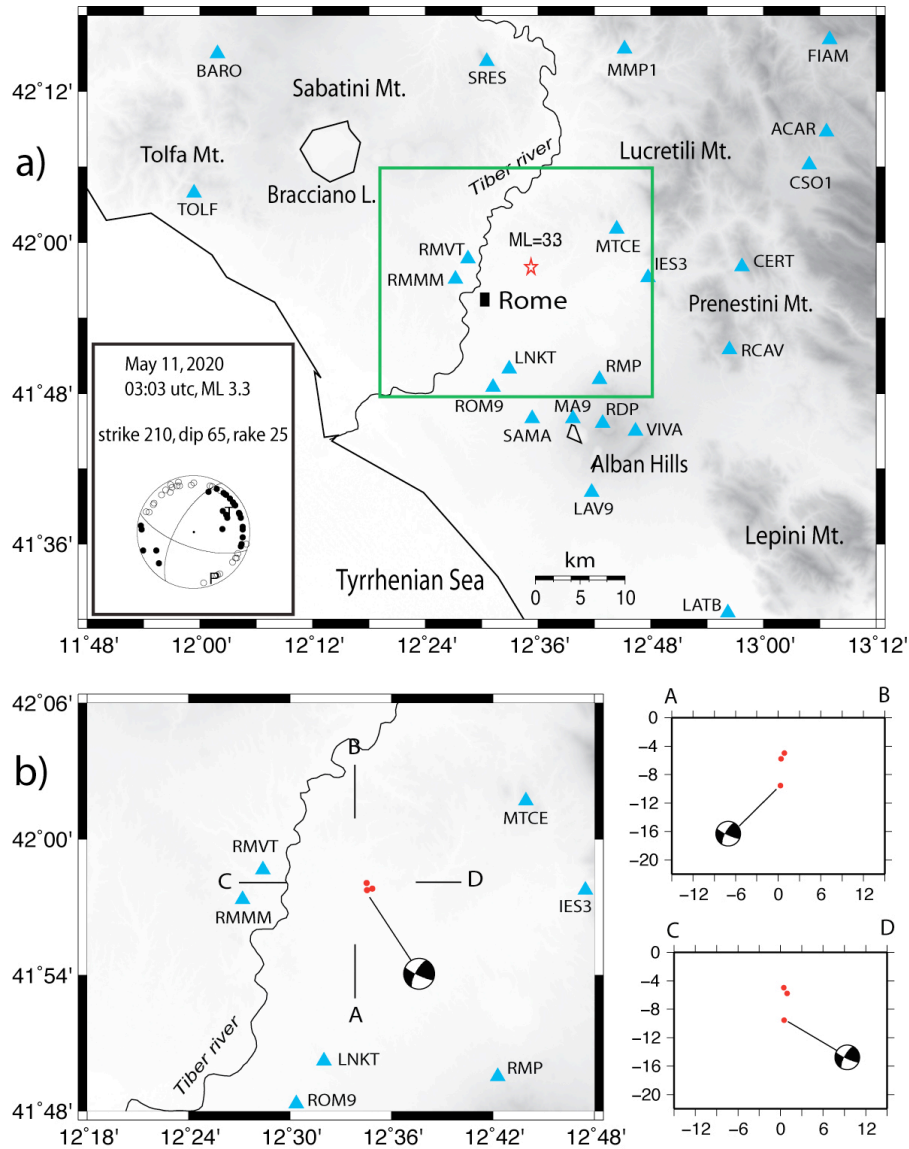 a)
BARO
SRES
MMP1
FIAM
42˚12'
Sabatini Mt.
ACAR
Tolfa Mt.
Tiber river
Lucretili Mt.
CSO1
Bracciano L.
TOLF
42˚00'
ML=33
MTCE
RMVT
IES3
CERT
RMMM
Rome
Prenestini Mt.
May 11, 2020
03:03 utc, ML 3.3
strike 210, dip 65, rake 25
T
P
LNKT
RMP
RCAV
41˚48'
ROM9
MA9
RDP
SAMA
VIVA
Alban Hills
LAV9
41˚36'
Lepini Mt.
km
Tyrrhenian Sea
0 5 10
LATB
11˚48' 12˚00' 12˚12' 12˚24' 12˚36' 12˚48' 13˚00' 13˚12'
b)
42˚06'
B
MTCE
42˚00'
RMVT
C
D
RMMM
IES3
41˚54'
A
Tiber river
LNKT
RMP
ROM9
41˚48'
12˚18' 12˚24' 12˚30' 12˚36' 12˚42' 12˚48'
A B
0
−4
−8
−12
−16
−20
−12 −6 0 6 12
C D
0
−4
−8
−12
−16
−20
−12 −6 0 6 12